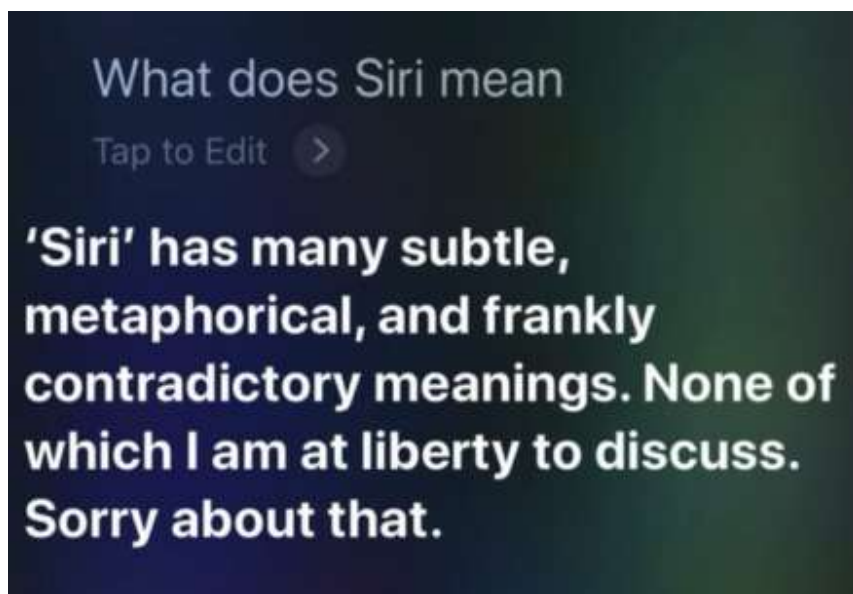 What does Siri mean
Tap to Edit >
‘Siri’ has many subtle,
metaphorical, and frankly
contradictory meanings. None of
which I am at liberty to discuss.
Sorry about that.